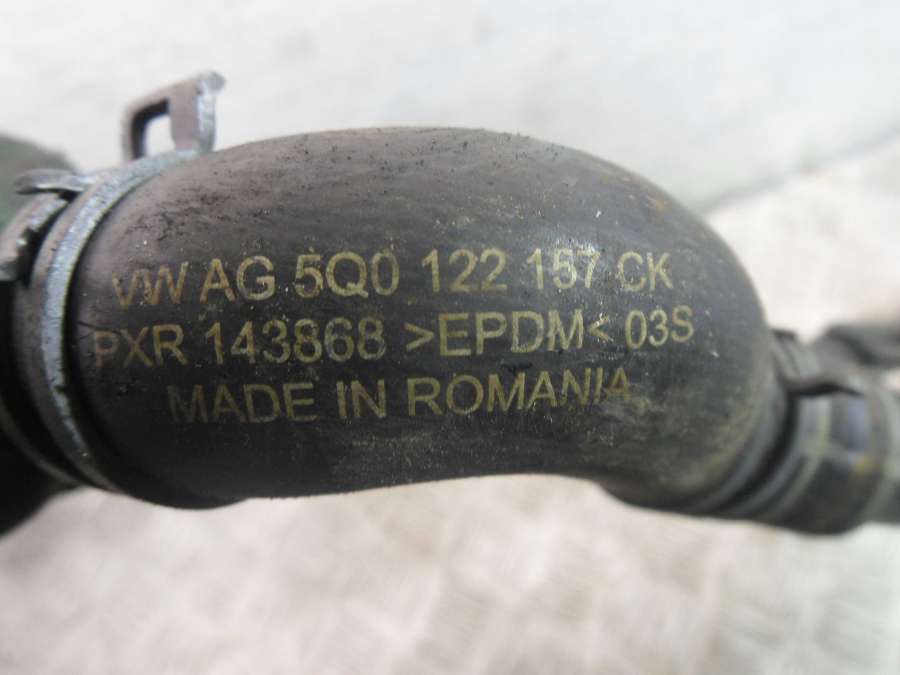 VW AG 5Q0 122 157 CK
PXR 143868 >EPDM< 03S
MADE IN ROMANIA